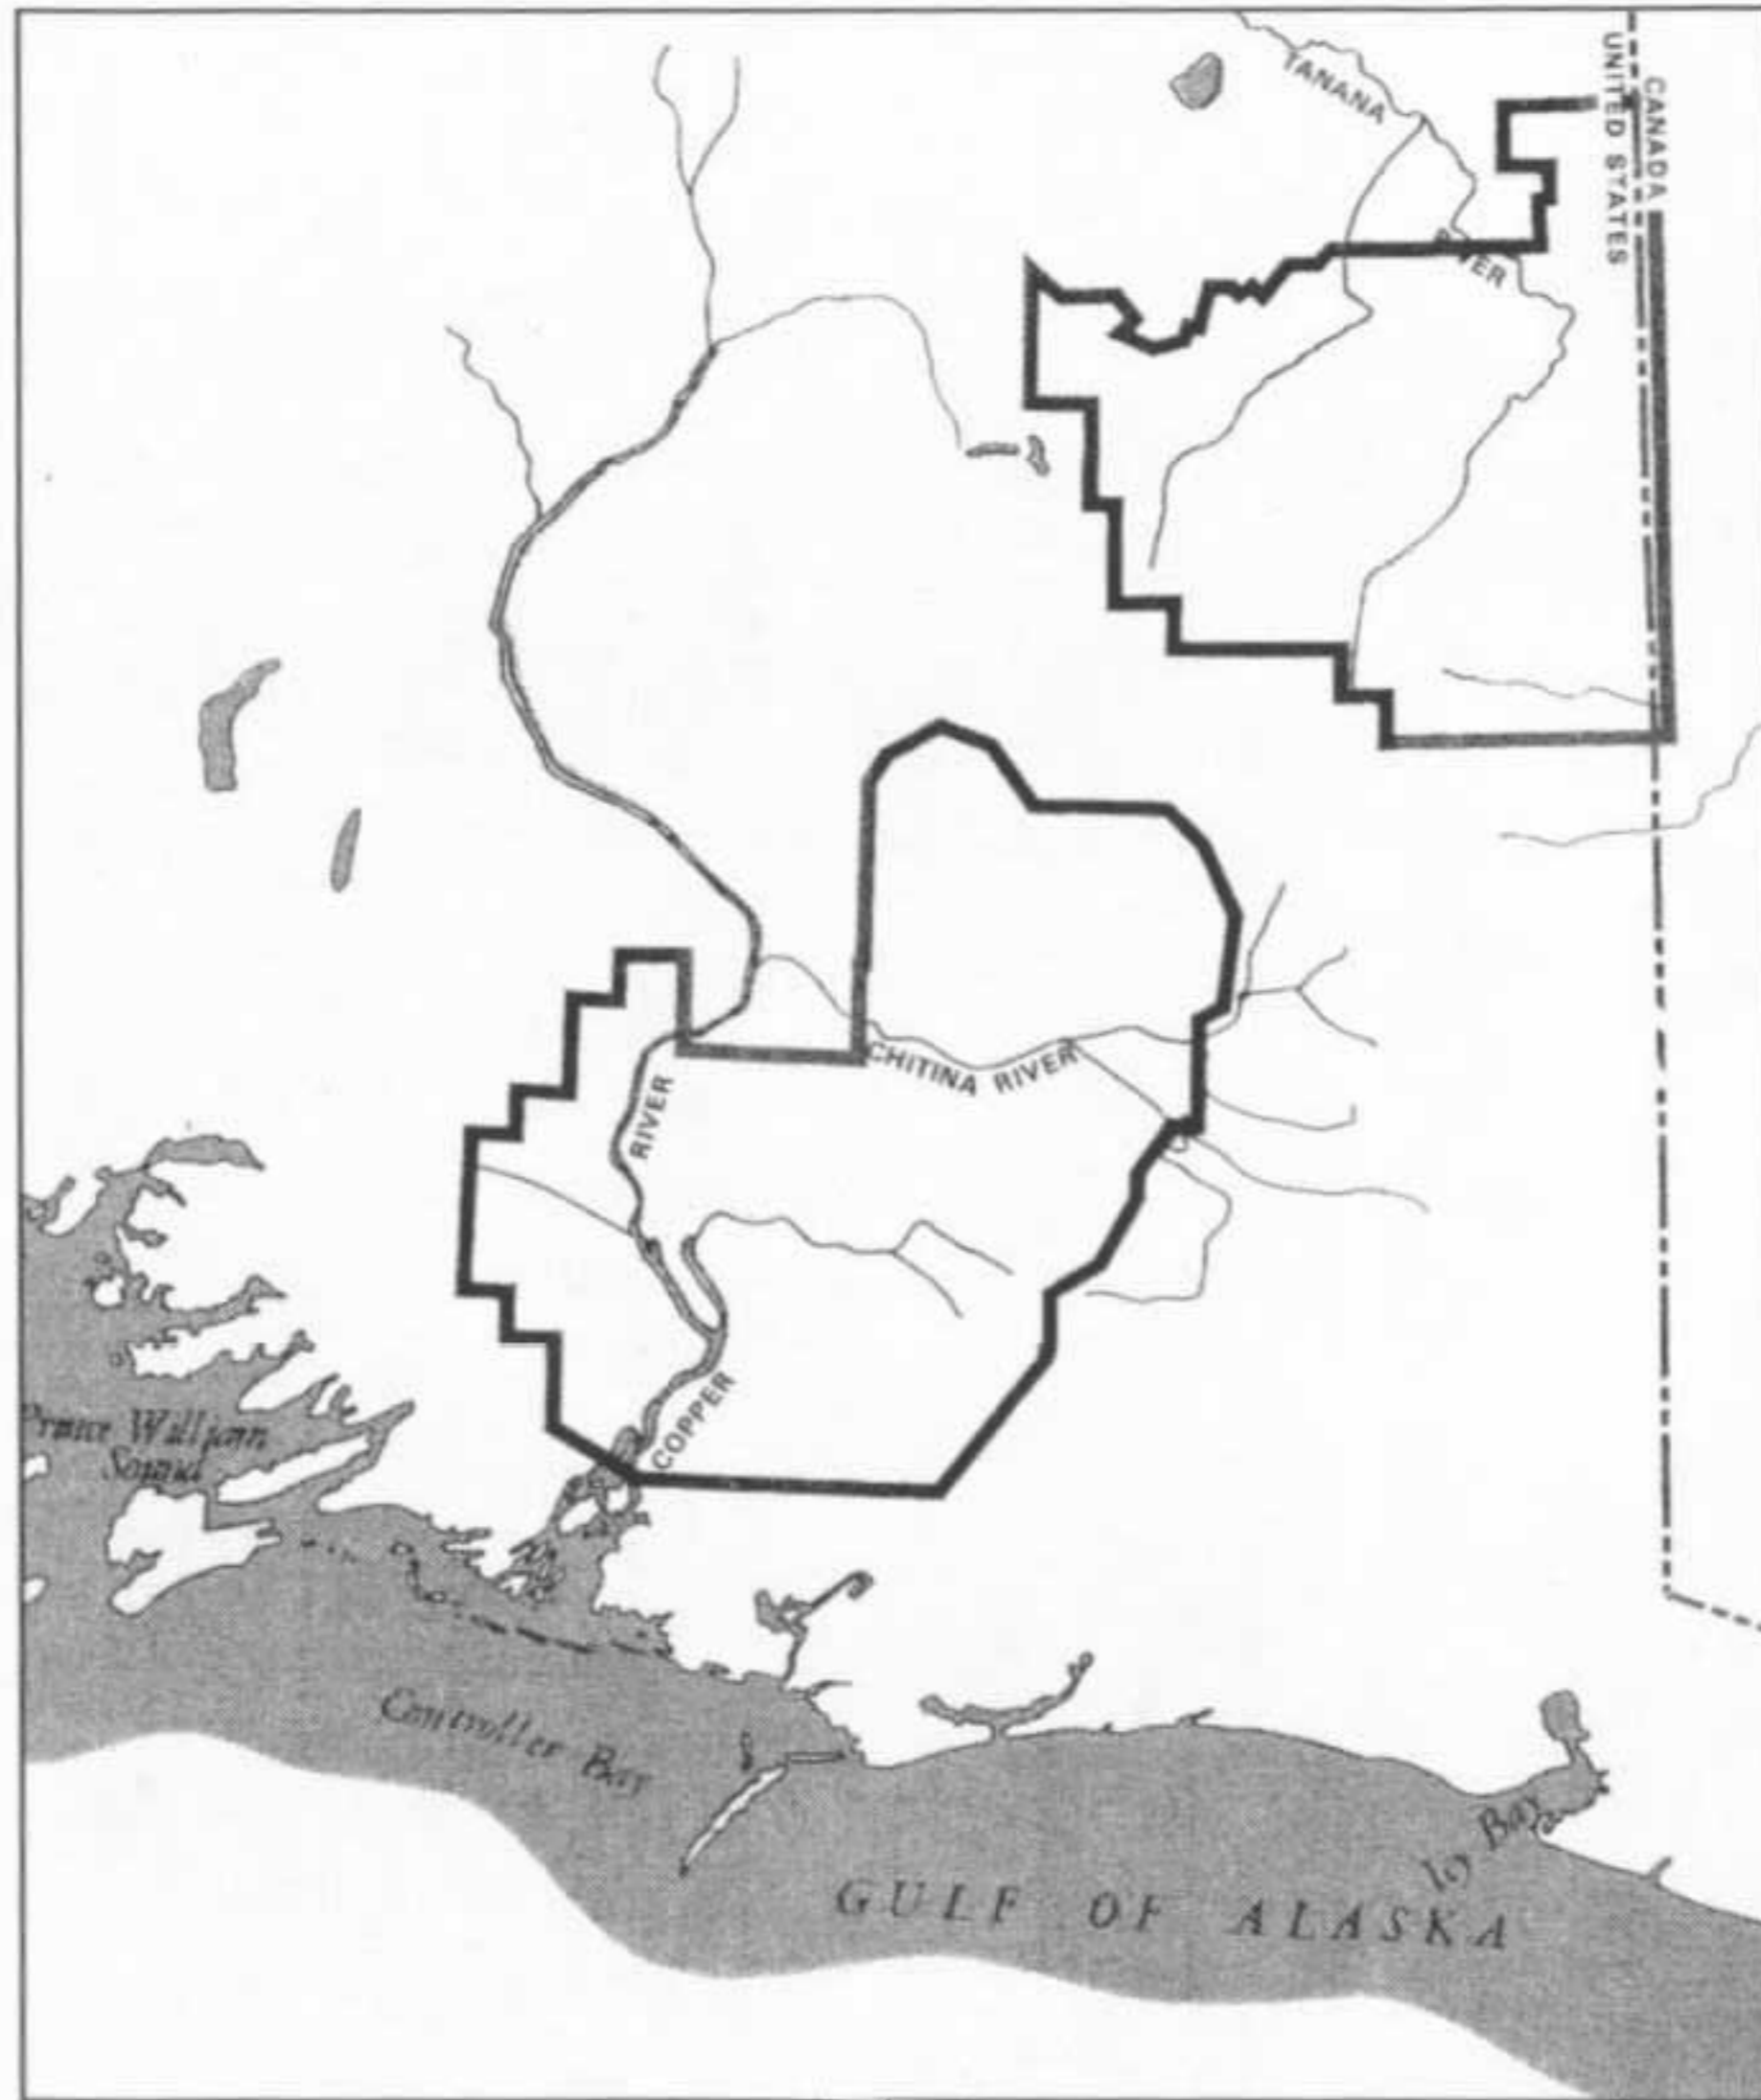 TANANA
RIVER
CANADA
UNITED STATES
CHITINA RIVER
RIVER
COPPER
Prince William
Sound
Controller Bay
Icy Bay
GULF OF ALASKA